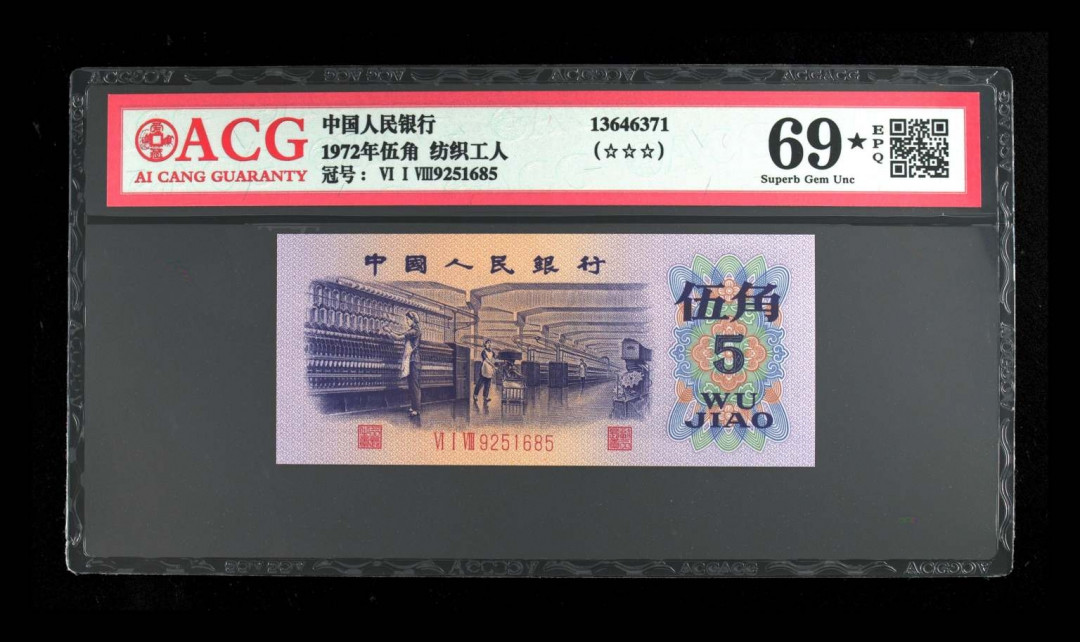 ACG
AI CANG GUARANTY
中国人民银行
1972年伍角 纺织工人
冠号：Ⅵ Ⅰ Ⅷ9251685
13646371
(☆☆☆)
69★
EPQ
Superb Gem Unc
中國人民銀行
伍角
5
WU
JIAO
Ⅵ Ⅰ Ⅷ 9251685